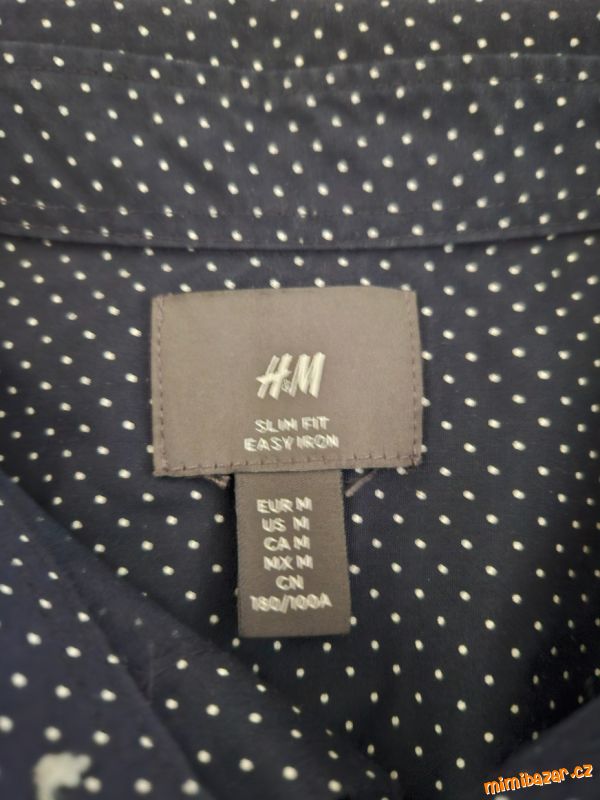 H&M
SLIM FIT
EASY IRON
EUR M
US M
CA M
MX M
CN
180/100A
mimibazar.cz